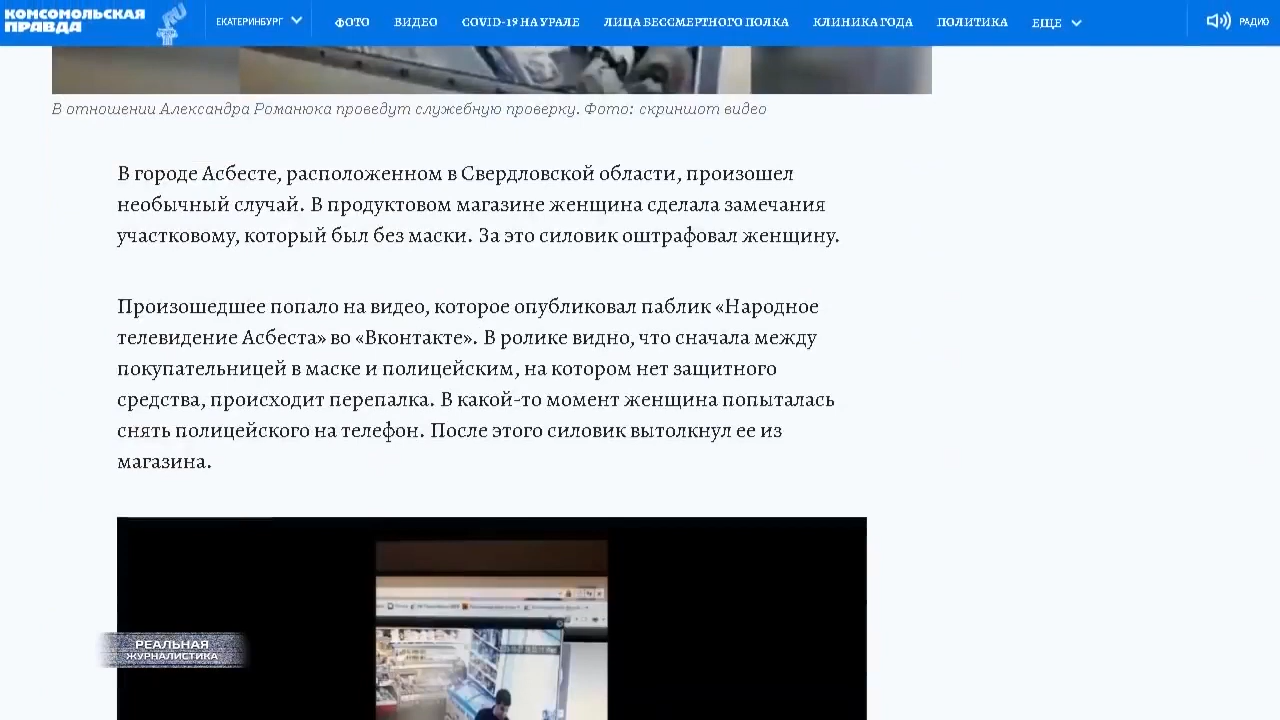 КОМСОМОЛЬСКАЯ
ПРАВДА
.RU
ЕКАТЕРИНБУРГ
ФОТО
ВИДЕО
COVID-19 НА УРАЛЕ
ЛИЦА БЕССМЕРТНОГО ПОЛКА
КЛИНИКА ГОДА
ПОЛИТИКА
ЕЩЕ
РАДИО
В отношении Александра Романюка проведут служебную проверку. Фото: скриншот видео
В городе Асбесте, расположенном в Свердловской области, произошел
необычный случай. В продуктовом магазине женщина сделала замечания
участковому, который был без маски. За это силовик оштрафовал женщину.
Произошедшее попало на видео, которое опубликовал паблик «Народное
телевидение Асбеста» во «Вконтакте». В ролике видно, что сначала между
покупательницей в маске и полицейским, на котором нет защитного
средства, происходит перепалка. В какой-то момент женщина попыталась
снять полицейского на телефон. После этого силовик вытолкнул ее из
магазина.
РЕАЛЬНАЯ
ЖУРНАЛИСТИКА